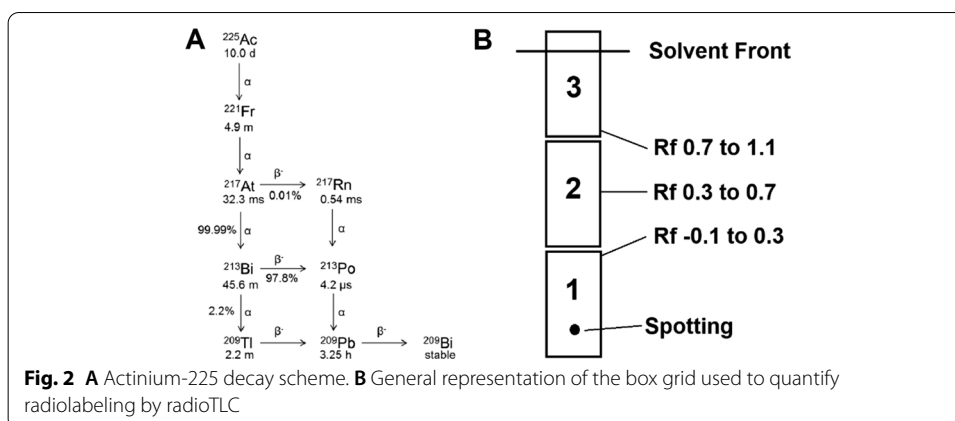 A
B
²²⁵Ac
10.0 d
α
²²¹Fr
4.9 m
α
²¹⁷At β⁻ ²¹⁷Rn
32.3 ms 0.01% 0.54 ms
99.99% α α
²¹³Bi β⁻ ²¹³Po
45.6 m 97.8% 4.2 µs
2.2% α α
²⁰⁹Tl β⁻ ²⁰⁹Pb β⁻ ²⁰⁹Bi
2.2 m 3.25 h stable
Solvent Front
3
Rf 0.7 to 1.1
2
Rf 0.3 to 0.7
Rf -0.1 to 0.3
1
Spotting
Fig. 2 A Actinium-225 decay scheme. B General representation of the box grid used to quantify
radiolabeling by radioTLC